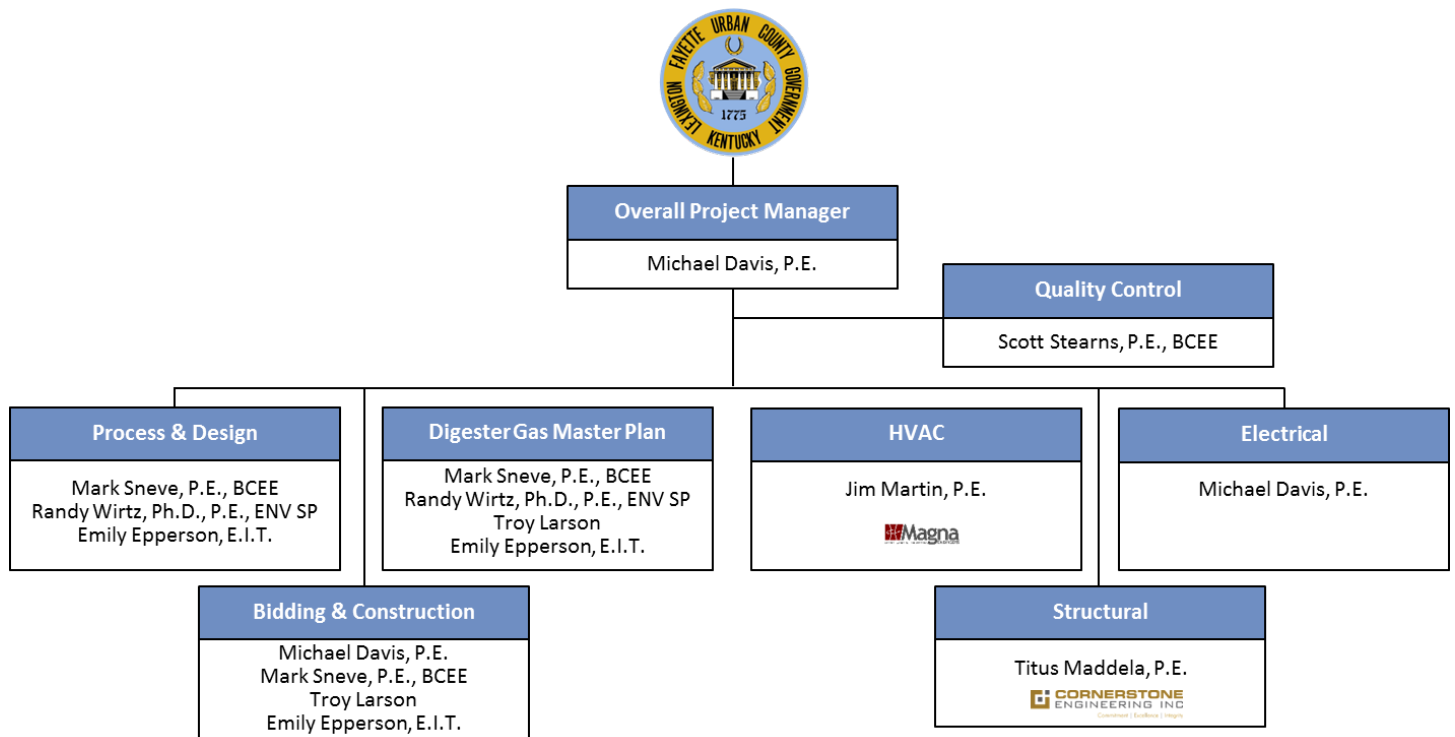 LEXINGTON FAYETTE URBAN COUNTY GOVERNMENT
1775
KENTUCKY
Overall Project Manager
Michael Davis, P.E.
Quality Control
Scott Stearns, P.E., BCEE
Process & Design
Mark Sneve, P.E., BCEE
Randy Wirtz, Ph.D., P.E., ENV SP
Emily Epperson, E.I.T.
Digester Gas Master Plan
Mark Sneve, P.E., BCEE
Randy Wirtz, Ph.D., P.E., ENV SP
Troy Larson
Emily Epperson, E.I.T.
HVAC
Jim Martin, P.E.
Magna
Electrical
Michael Davis, P.E.
Bidding & Construction
Michael Davis, P.E.
Mark Sneve, P.E., BCEE
Troy Larson
Emily Epperson, E.I.T.
Structural
Titus Maddela, P.E.
CORNERSTONE
ENGINEERING INC
Commitment | Excellence | Integrity